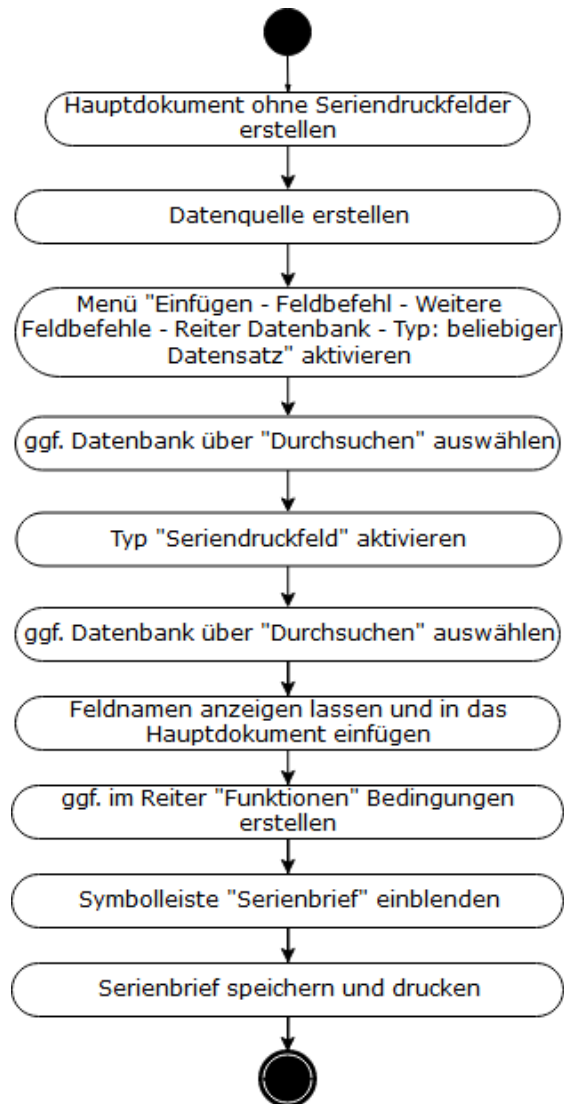 Hauptdokument ohne Seriendruckfelder
erstellen
Datenquelle erstellen
Menü "Einfügen - Feldbefehl - Weitere
Feldbefehle - Reiter Datenbank - Typ: beliebiger
Datensatz" aktivieren
ggf. Datenbank über "Durchsuchen" auswählen
Typ "Seriendruckfeld" aktivieren
ggf. Datenbank über "Durchsuchen" auswählen
Feldnamen anzeigen lassen und in das
Hauptdokument einfügen
ggf. im Reiter "Funktionen" Bedingungen
erstellen
Symbolleiste "Serienbrief" einblenden
Serienbrief speichern und drucken